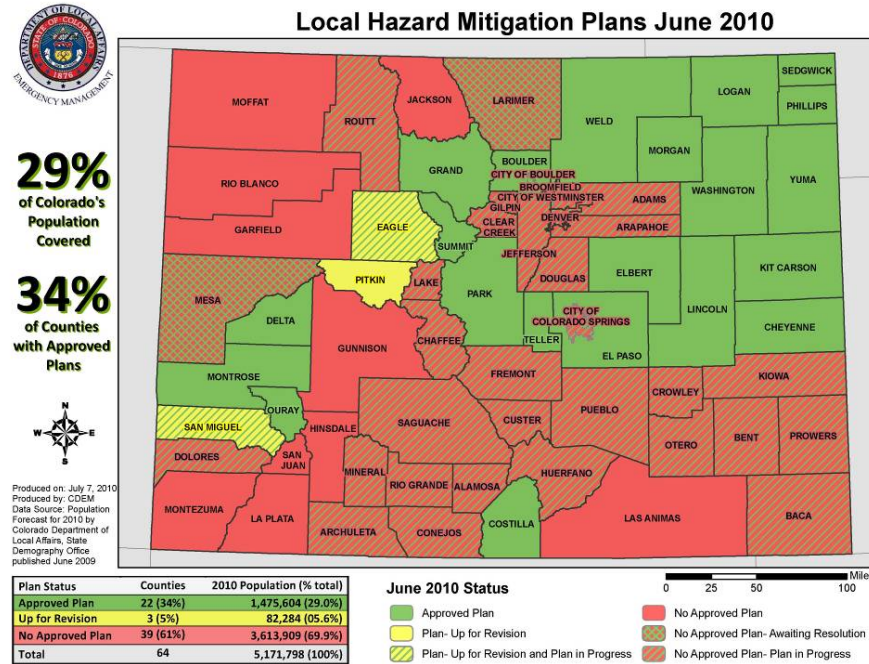 Local Hazard Mitigation Plans June 2010
DEPARTMENT OF LOCAL AFFAIRS
STATE OF COLORADO
1876
EMERGENCY MANAGEMENT
29%
of Colorado's
Population
Covered
34%
of Counties
with Approved
Plans
N
W E
S
Produced on: July 7, 2010
Produced by: CDEM
Data Source: Population
Forecast for 2010 by
Colorado Department of
Local Affairs, State
Demography Office
published June 2009
MOFFAT
ROUTT
JACKSON
LARIMER
WELD
LOGAN
SEDGWICK
PHILLIPS
MORGAN
GRAND
BOULDER
CITY OF BOULDER
RIO BLANCO
BROOMFIELD
CITY OF WESTMINSTER
GILPIN
ADAMS
WASHINGTON
YUMA
GARFIELD
EAGLE
SUMMIT
CLEAR
CREEK
DENVER
ARAPAHOE
JEFFERSON
DOUGLAS
ELBERT
KIT CARSON
MESA
PITKIN
LAKE
PARK
LINCOLN
DELTA
CITY OF
COLORADO SPRINGS
CHEYENNE
GUNNISON
CHAFFEE
TELLER
EL PASO
MONTROSE
FREMONT
KIOWA
CROWLEY
OURAY
SAN MIGUEL
HINSDALE
SAGUACHE
CUSTER
PUEBLO
OTERO
BENT
PROWERS
DOLORES
SAN
JUAN
MINERAL
RIO GRANDE
ALAMOSA
HUERFANO
MONTEZUMA
LA PLATA
ARCHULETA
CONEJOS
COSTILLA
LAS ANIMAS
BACA
Plan Status Counties 2010 Population (% total)
Approved Plan 22 (34%) 1,475,604 (29.0%)
Up for Revision 3 (5%) 82,284 (05.6%)
No Approved Plan 39 (61%) 3,613,909 (69.9%)
Total 64 5,171,798 (100%)
June 2010 Status
Approved Plan
Plan- Up for Revision
Plan- Up for Revision and Plan in Progress
No Approved Plan
No Approved Plan- Awaiting Resolution
No Approved Plan- Plan in Progress
Mile
0 25 50 100